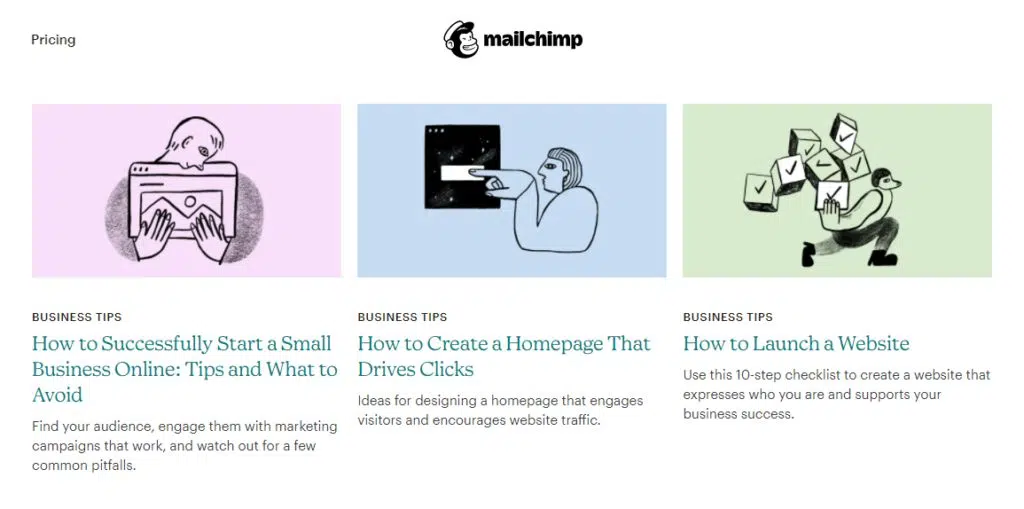 Pricing
mailchimp
BUSINESS TIPS
How to Successfully Start a Small
Business Online: Tips and What to
Avoid
Find your audience, engage them with marketing
campaigns that work, and watch out for a few
common pitfalls.
BUSINESS TIPS
How to Create a Homepage That
Drives Clicks
Ideas for designing a homepage that engages
visitors and encourages website traffic.
BUSINESS TIPS
How to Launch a Website
Use this 10-step checklist to create a website that
expresses who you are and supports your
business success.